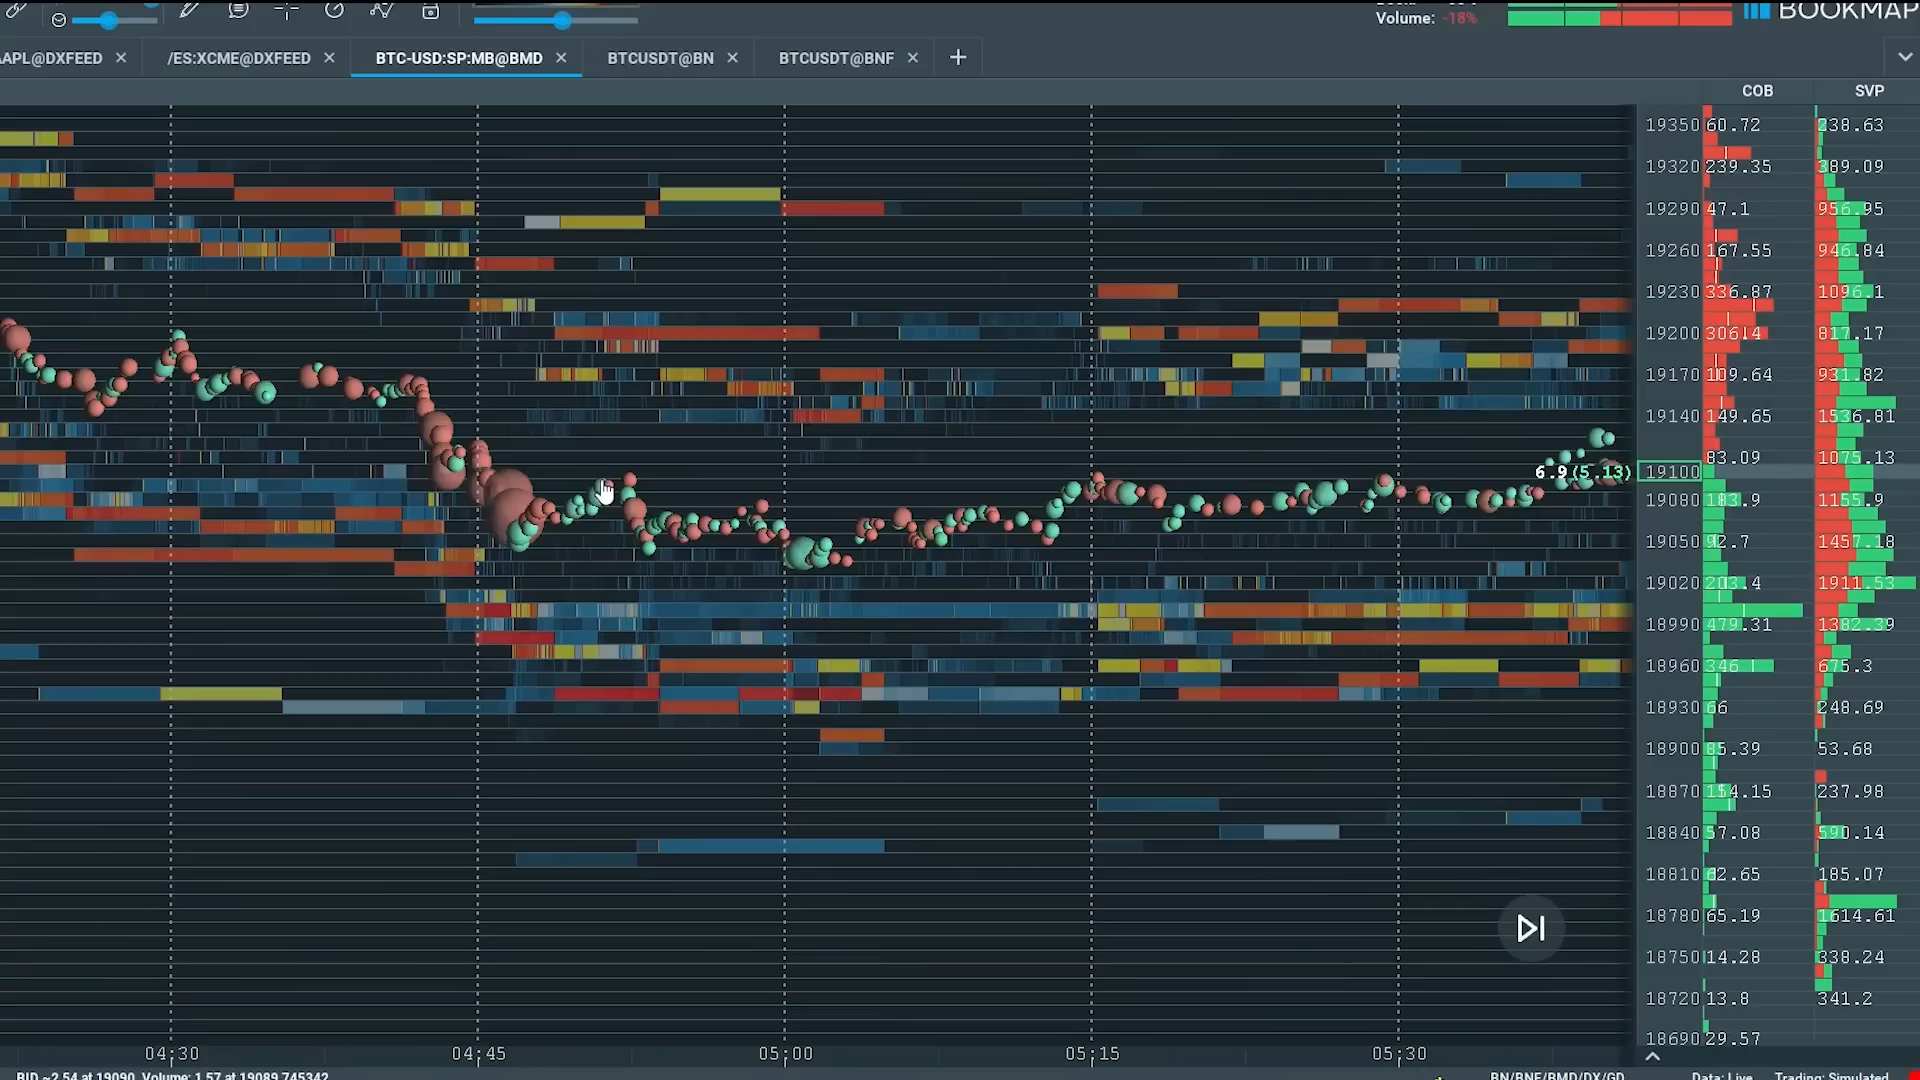 Volume: -18%
BOOKMAP
AAPL@DXFEED
/ES:XCME@DXFEED
BTC-USD:SP:MB@BMD
BTCUSDT@BN
BTCUSDT@BNF
COB SVP
19350 60.72 238.63
19320 239.35 389.09
19290 47.1 956.95
19260 167.55 946.84
19230 336.87 1096.1
19200 306.4 817.17
19170 109.64 931.82
19140 149.65 1536.81
83.09 1075.13
6.9(5.13) 19100
19080 183.9 1155.9
19050 92.7 1457.18
19020 203.4 1911.53
18990 479.31 1382.39
18960 346 675.3
18930 66 248.69
18900 85.39 53.68
18870 154.15 237.98
18840 57.08 590.14
18810 62.65 185.07
18780 65.19 1614.61
18750 14.28 338.24
18720 13.8 341.2
18690 29.57
04:30 04:45 05:00 05:15 05:30
BID ~2.54 at 19090 Volume: 1.57 at 19089.745342
BN/BNF/BMD/DX/GD Data: Live Trading: Simulated